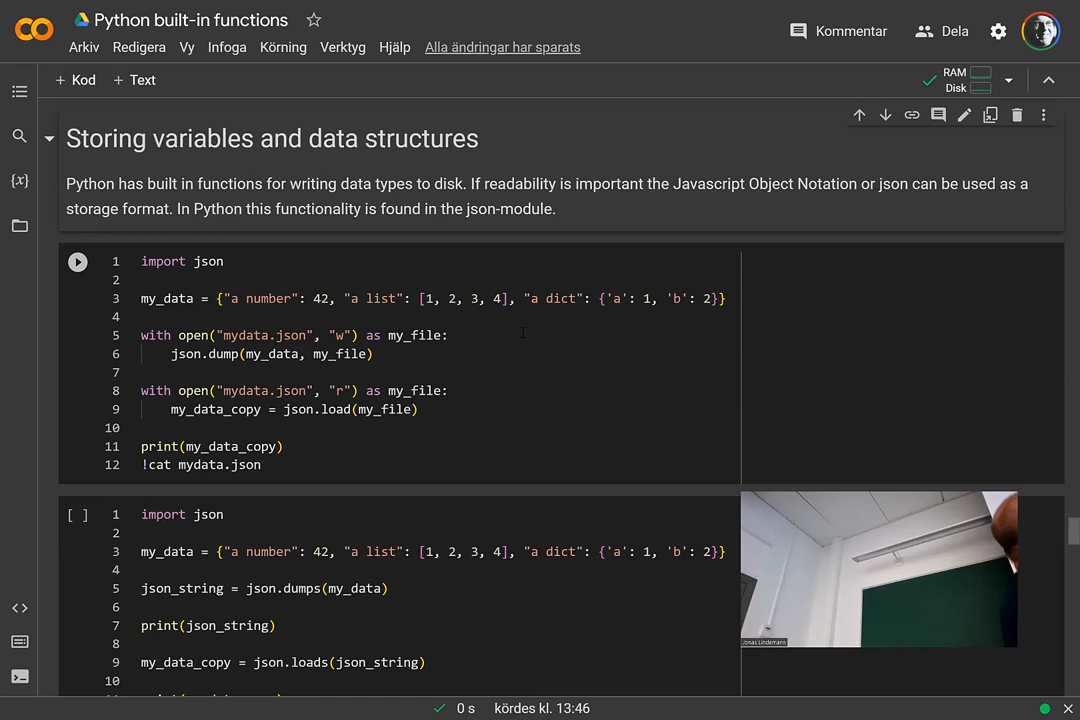 Python built-in functions
Arkiv Redigera Vy Infoga Körning Verktyg Hjälp Alla ändringar har sparats
Kommentar Dela
+ Kod + Text
RAM
Disk
Storing variables and data structures
Python has built in functions for writing data types to disk. If readability is important the Javascript Object Notation or json can be used as a
storage format. In Python this functionality is found in the json-module.
1 import json
2
3 my_data = {"a number": 42, "a list": [1, 2, 3, 4], "a dict": {'a': 1, 'b': 2}}
4
5 with open("mydata.json", "w") as my_file:
6 json.dump(my_data, my_file)
7
8 with open("mydata.json", "r") as my_file:
9 my_data_copy = json.load(my_file)
10
11 print(my_data_copy)
12 !cat mydata.json
[ ] 1 import json
2
3 my_data = {"a number": 42, "a list": [1, 2, 3, 4], "a dict": {'a': 1, 'b': 2}}
4
5 json_string = json.dumps(my_data)
6
7 print(json_string)
8
9 my_data_copy = json.loads(json_string)
10
Jonas Lindemann
0 s kördes kl. 13:46